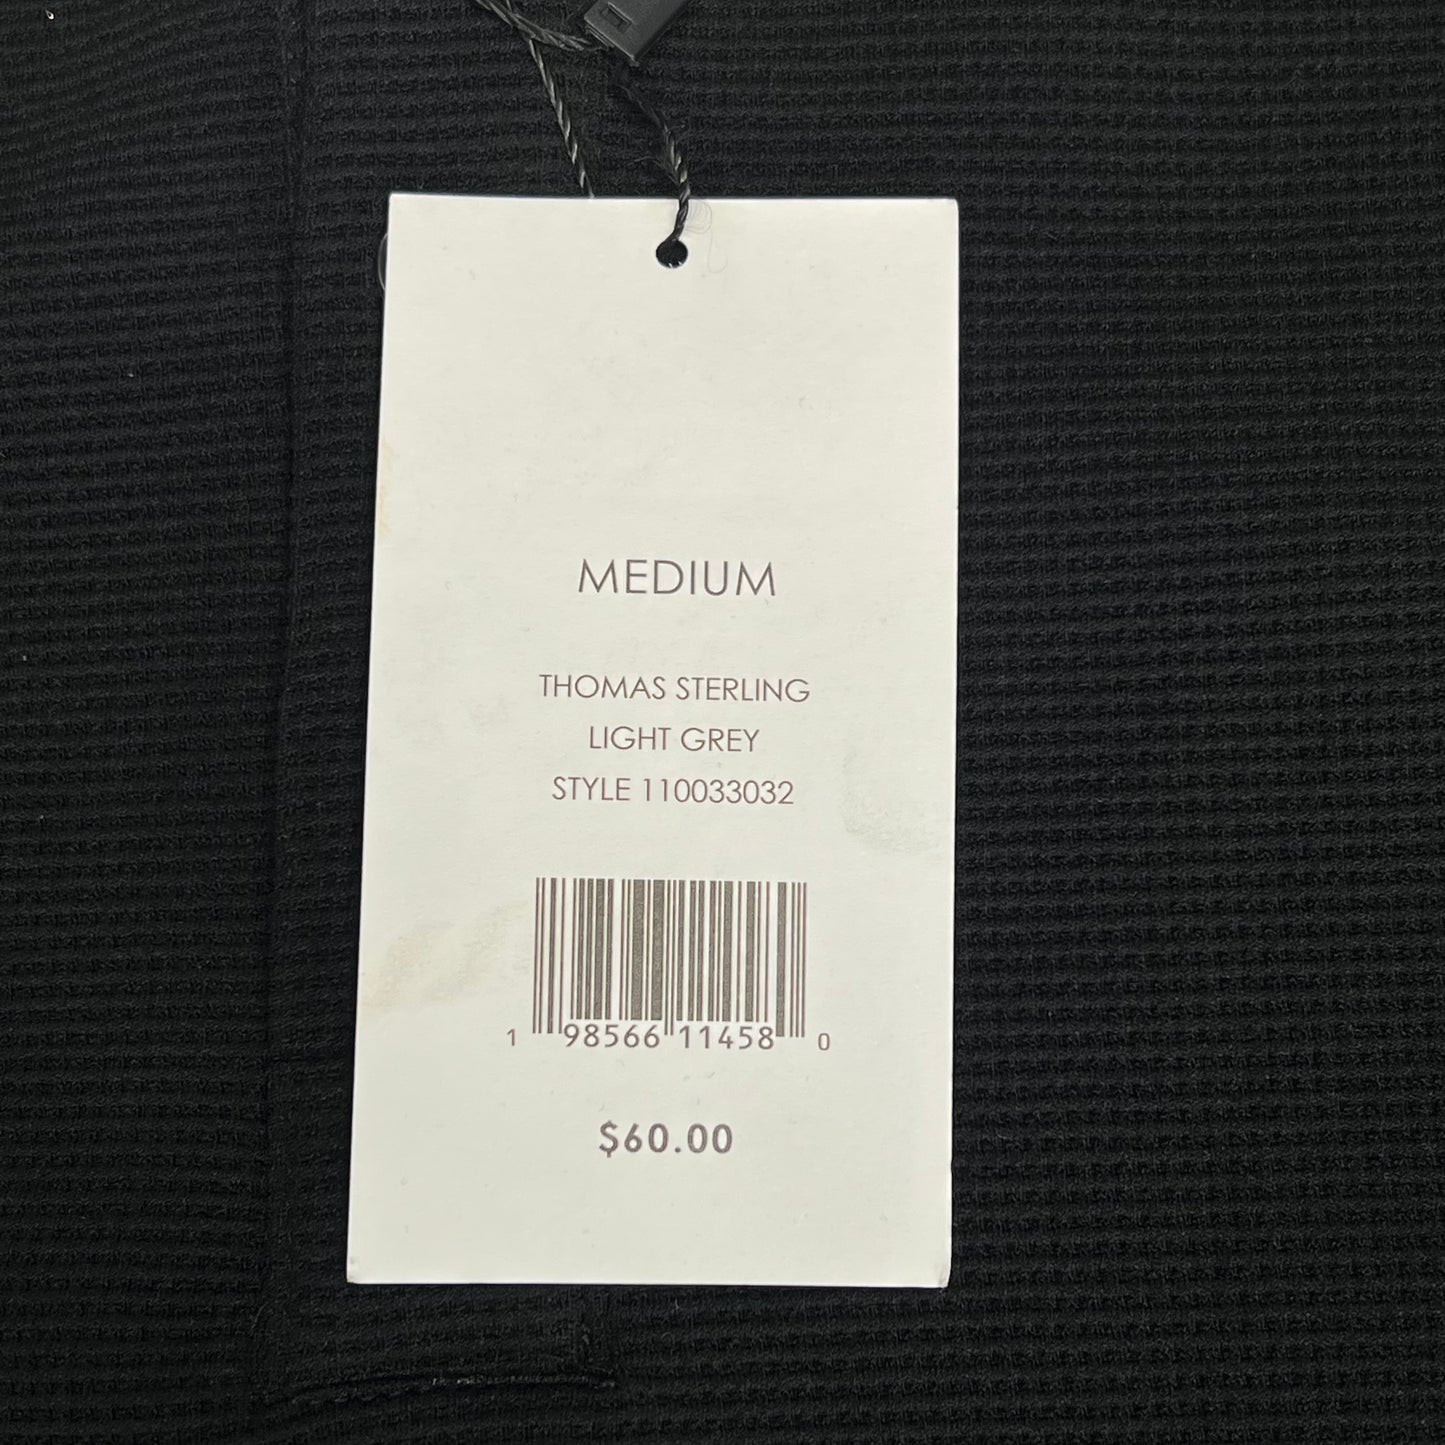 MEDIUM
THOMAS STERLING
LIGHT GREY
STYLE 110033032
1 98566 11458 0
$60.00